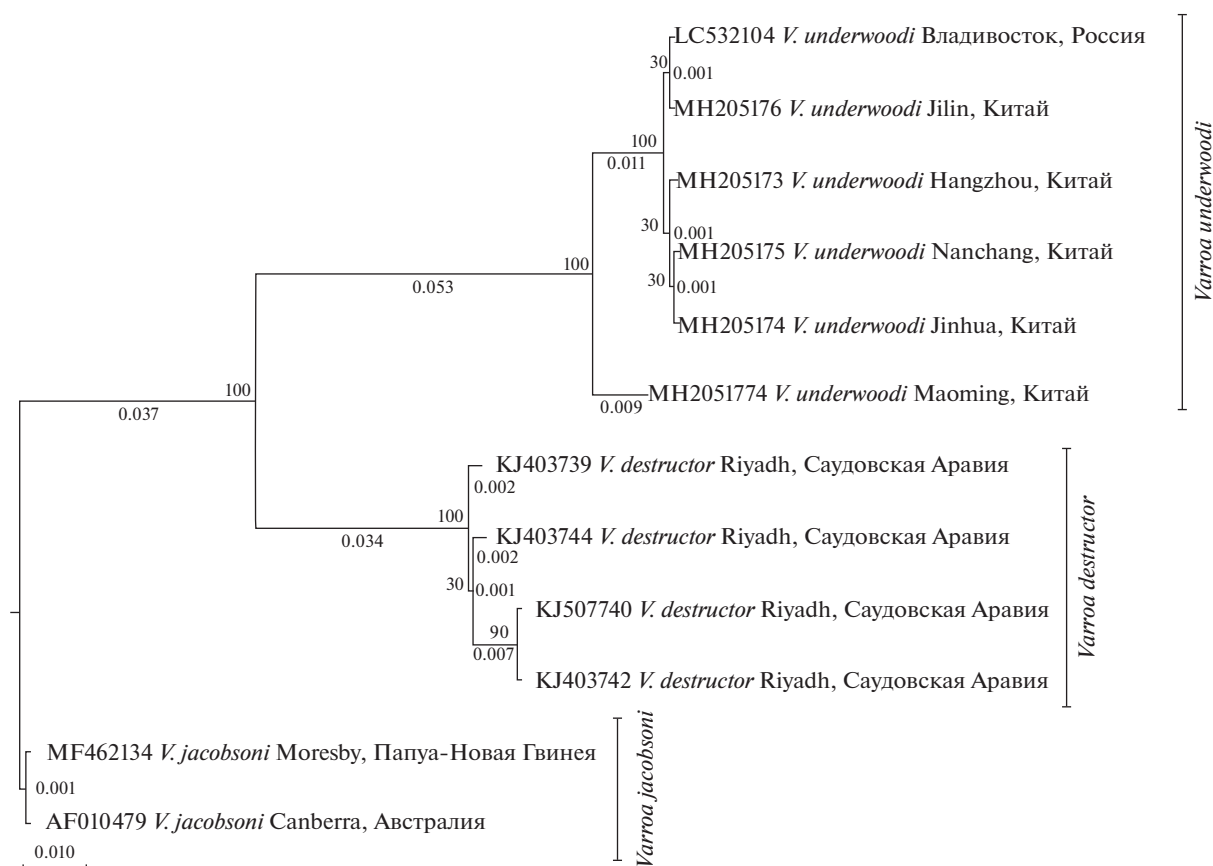 LC532104 V. underwoodi Владивосток, Россия
30
0.001
MH205176 V. underwoodi Jilin, Китай
100
0.011
MH205173 V. underwoodi Hangzhou, Китай
30
0.001
MH205175 V. underwoodi Nanchang, Китай
100
0.053
30
0.001
MH205174 V. underwoodi Jinhua, Китай
Varroa underwoodi
100
0.037
MH2051774 V. underwoodi Maoming, Китай
0.009
KJ403739 V. destructor Riyadh, Саудовская Аравия
0.002
100
0.034
KJ403744 V. destructor Riyadh, Саудовская Аравия
0.002
30
0.001
KJ507740 V. destructor Riyadh, Саудовская Аравия
90
0.007
KJ403742 V. destructor Riyadh, Саудовская Аравия
Varroa destructor
MF462134 V. jacobsoni Moresby, Папуа-Новая Гвинея
0.001
AF010479 V. jacobsoni Canberra, Австралия
Varroa jacobsoni
0.010